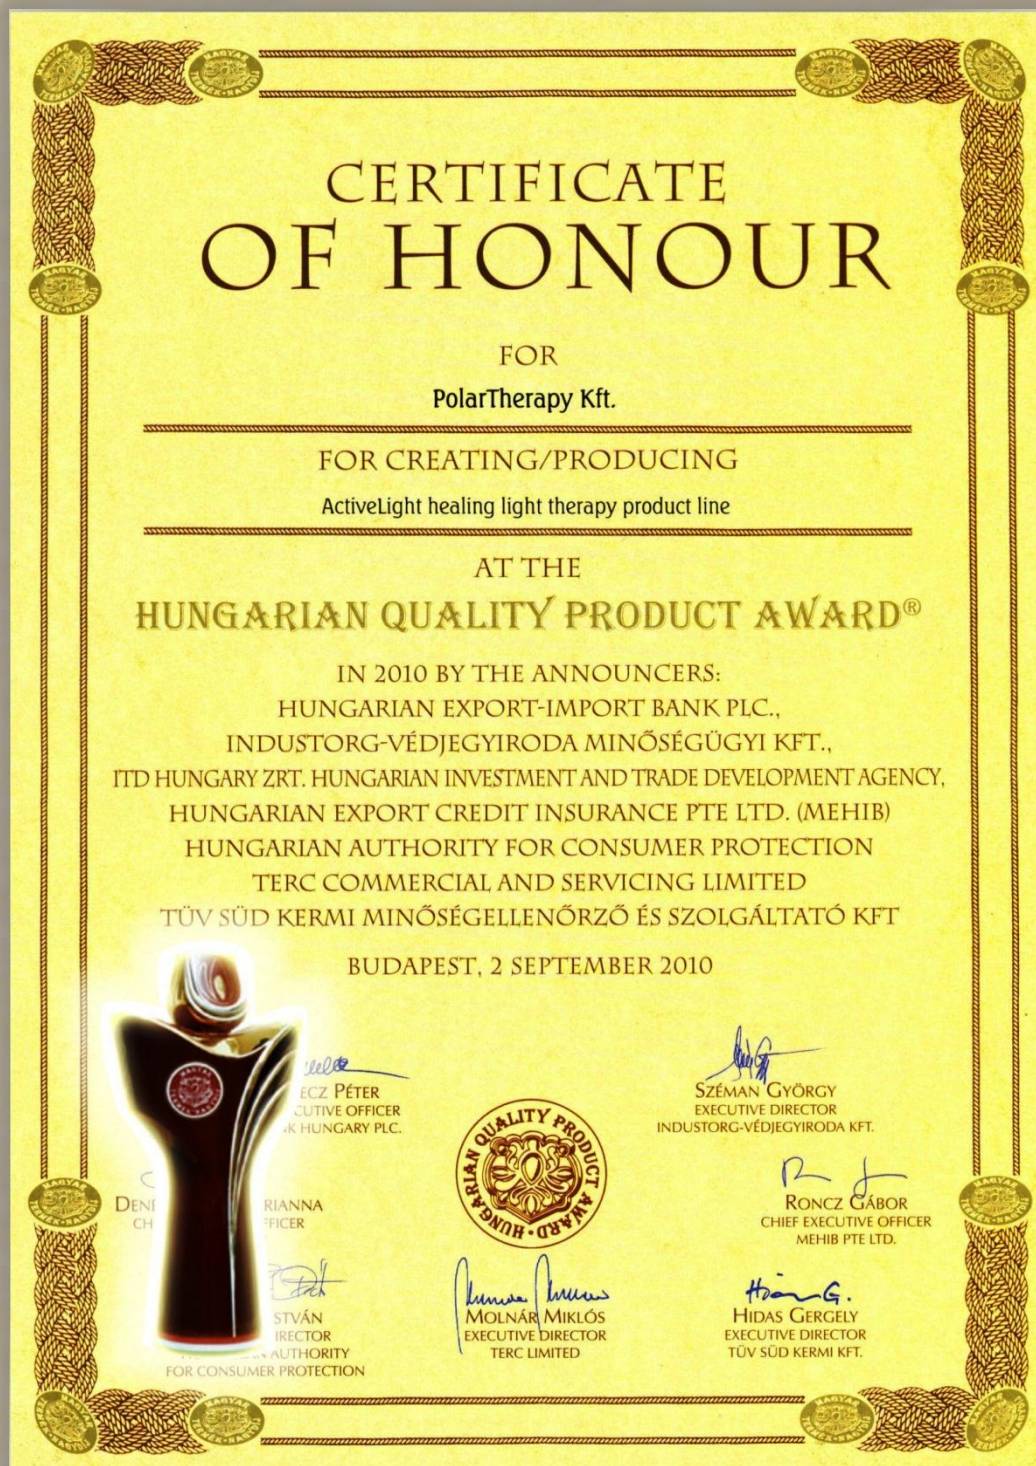 CERTIFICATE
OF HONOUR
FOR
PolarTherapy Kft.
FOR CREATING/PRODUCING
ActiveLight healing light therapy product line
AT THE
HUNGARIAN QUALITY PRODUCT AWARD®
IN 2010 BY THE ANNOUNCERS:
HUNGARIAN EXPORT-IMPORT BANK PLC.,
INDUSTORG-VÉDJEGYIRODA MINŐSÉGÜGYI KFT.,
ITD HUNGARY ZRT. HUNGARIAN INVESTMENT AND TRADE DEVELOPMENT AGENCY,
HUNGARIAN EXPORT CREDIT INSURANCE PTE LTD. (MEHIB)
HUNGARIAN AUTHORITY FOR CONSUMER PROTECTION
TERC COMMERCIAL AND SERVICING LIMITED
TÜV SÜD KERMI MINŐSÉGELLENŐRZŐ ÉS SZOLGÁLTATÓ KFT
BUDAPEST, 2 SEPTEMBER 2010
PÉTER
OFFICER
HUNGARY PLC.
SZÉMAN GYÖRGY
EXECUTIVE DIRECTOR
INDUSTORG-VÉDJEGYIRODA KFT.
HUNGARIAN QUALITY PRODUCT AWARD
RONCZ GÁBOR
CHIEF EXECUTIVE OFFICER
MEHIB PTE LTD.
AUTHORITY
FOR CONSUMER PROTECTION
MOLNÁR MIKLÓS
EXECUTIVE DIRECTOR
TERC LIMITED
HIDAS GERGELY
EXECUTIVE DIRECTOR
TÜV SÜD KERMI KFT.